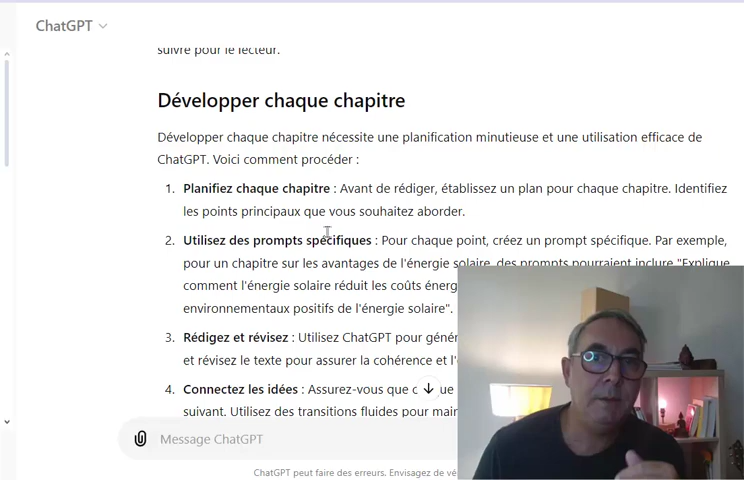 ChatGPT
suivre pour le lecteur.
Développer chaque chapitre
Développer chaque chapitre nécessite une planification minutieuse et une utilisation efficace de
ChatGPT. Voici comment procéder :
1. Planifiez chaque chapitre : Avant de rédiger, établissez un plan pour chaque chapitre. Identifiez
les points principaux que vous souhaitez aborder.
2. Utilisez des prompts spécifiques : Pour chaque point, créez un prompt spécifique. Par exemple,
pour un chapitre sur les avantages de l'énergie solaire, des prompts pourraient inclure "Explique
comment l'énergie solaire réduit les coûts
environnementaux positifs de l'énergie solaire".
3. Rédigez et révisez : Utilisez ChatGPT pour
et révisez le texte pour assurer la cohérence et
4. Connectez les idées : Assurez-vous que
suivant. Utilisez des transitions fluides pour
Message ChatGPT
ChatGPT peut faire des erreurs. Envisagez de